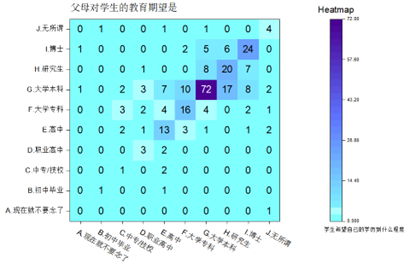 父母对学生的教育期望是
Heatmap
J.无所谓 0 1 0 0 0 1 0 0 0 4
I.博士 1 0 0 0 0 2 5 6 24 0
H.研究生 0 0 0 1 0 0 8 20 7 0
G.大学本科 1 0 2 3 7 10 72 17 8 2
F.大学专科 0 0 3 2 4 16 4 0 2 1
E.高中 0 0 2 1 13 3 1 0 1 2
D.职业高中 0 0 0 3 2 0 0 0 0 0
C.中专/技校 0 0 1 0 2 0 0 0 0 0
B.初中毕业 0 1 0 0 2 0 0 0 0 0
A.现在就不要念了 0 0 0 0 0 0 0 0 0 1
A.现在就不要念了 B.初中毕业 C.中专/技校 D.职业高中 E.高中 F.大学专科 G.大学本科 H.研究生 I.博士 J.无所谓
72.00
57.60
43.20
28.80
14.40
0.000
学生希望自己的学历到什么程度